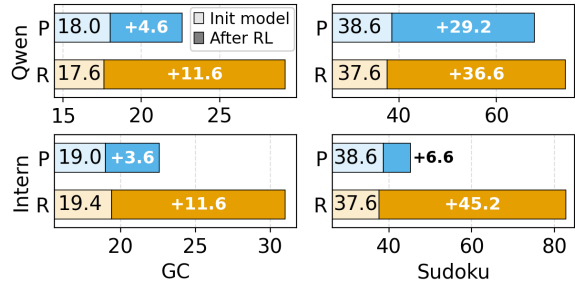 Qwen
P
18.0
+4.6
Init model
After RL
R
17.6
+11.6
15
20
25
P
38.6
+29.2
R
37.6
+36.6
40
60
Intern
P
19.0
+3.6
R
19.4
+11.6
20
25
30
GC
P
38.6
+6.6
R
37.6
+45.2
40
60
80
Sudoku